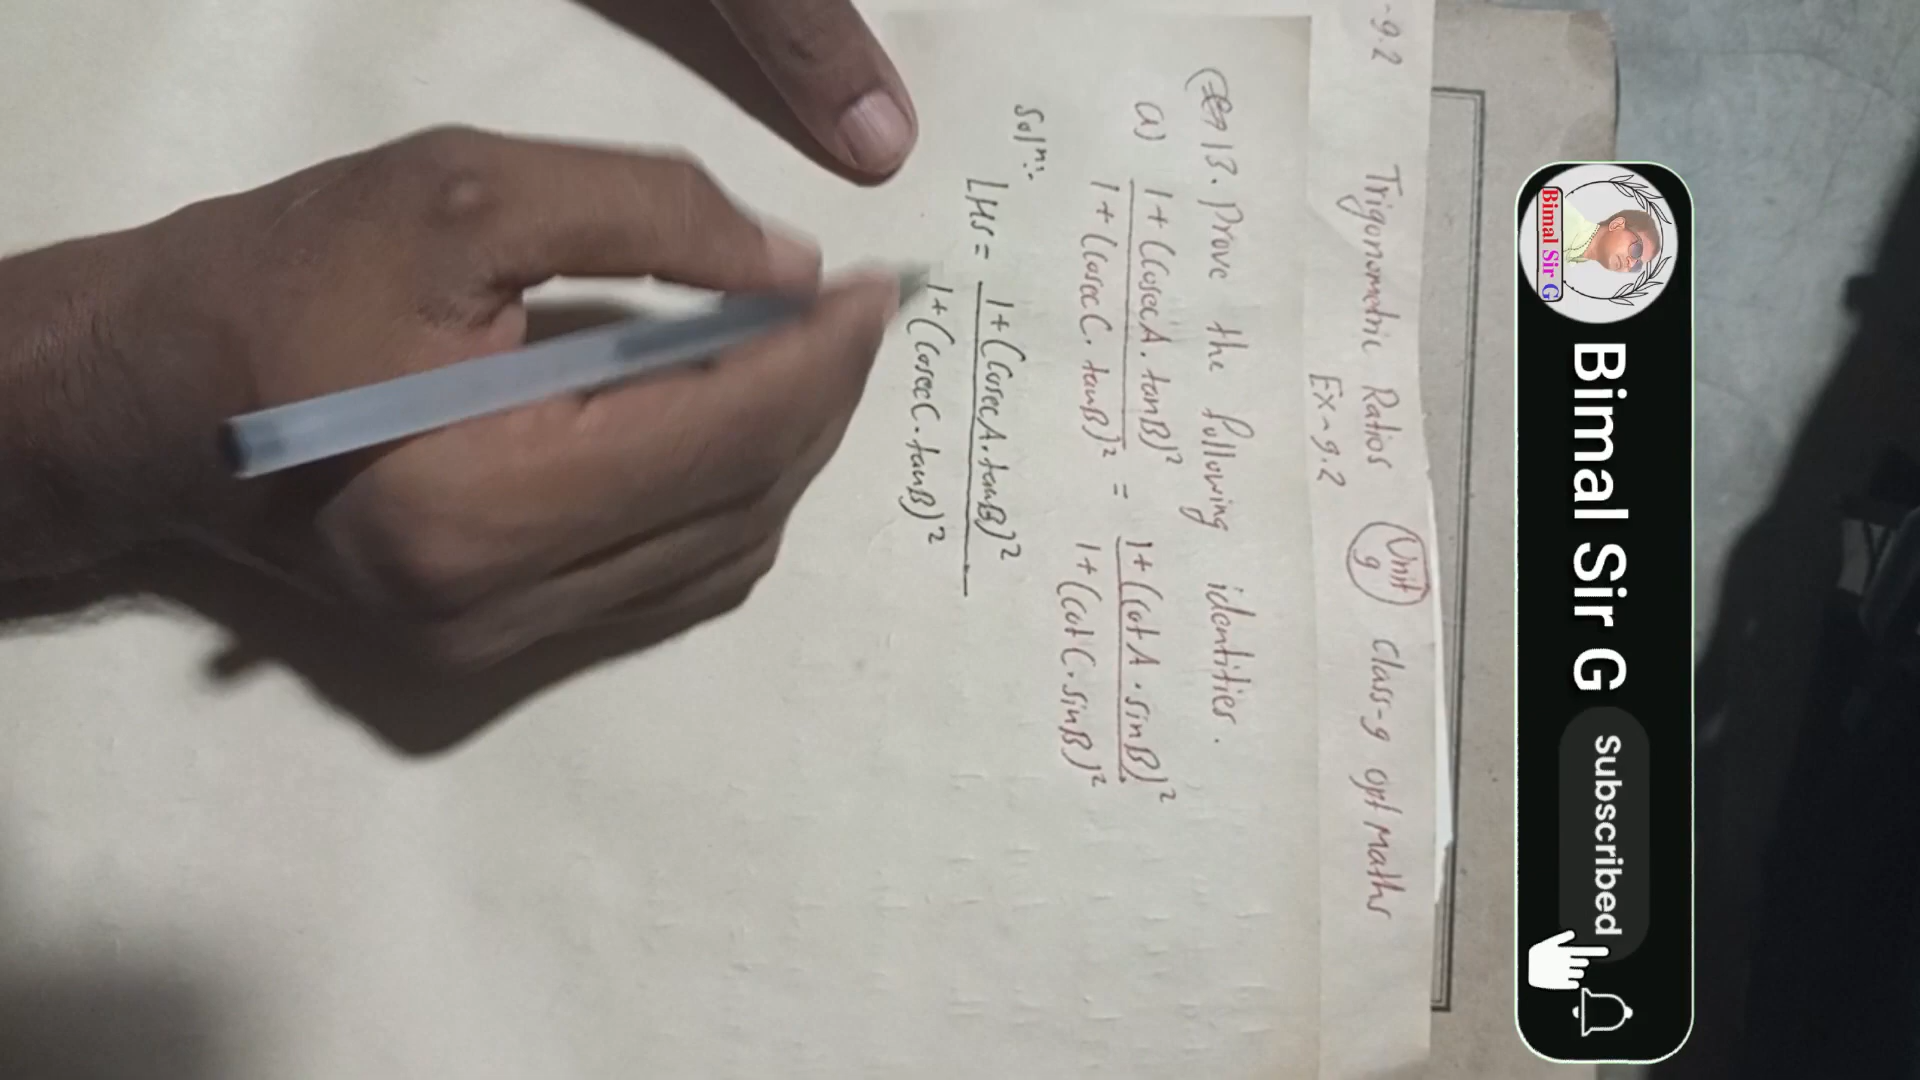 -9.2 Trigonometric Ratios Unit 9 class-9 opt Maths
Ex-9.2
13. Prove the following identities.
a) 1+(CosecA.tanB)² / 1+(CosecC.tanB)² = 1+(cotA.sinB)² / 1+(cotC.sinB)²
Solⁿ:-
LHS = 1+(CosecA.tanB)² / 1+(CosecC.tanB)²
Bimal Sir G
Bimal Sir G subscribed